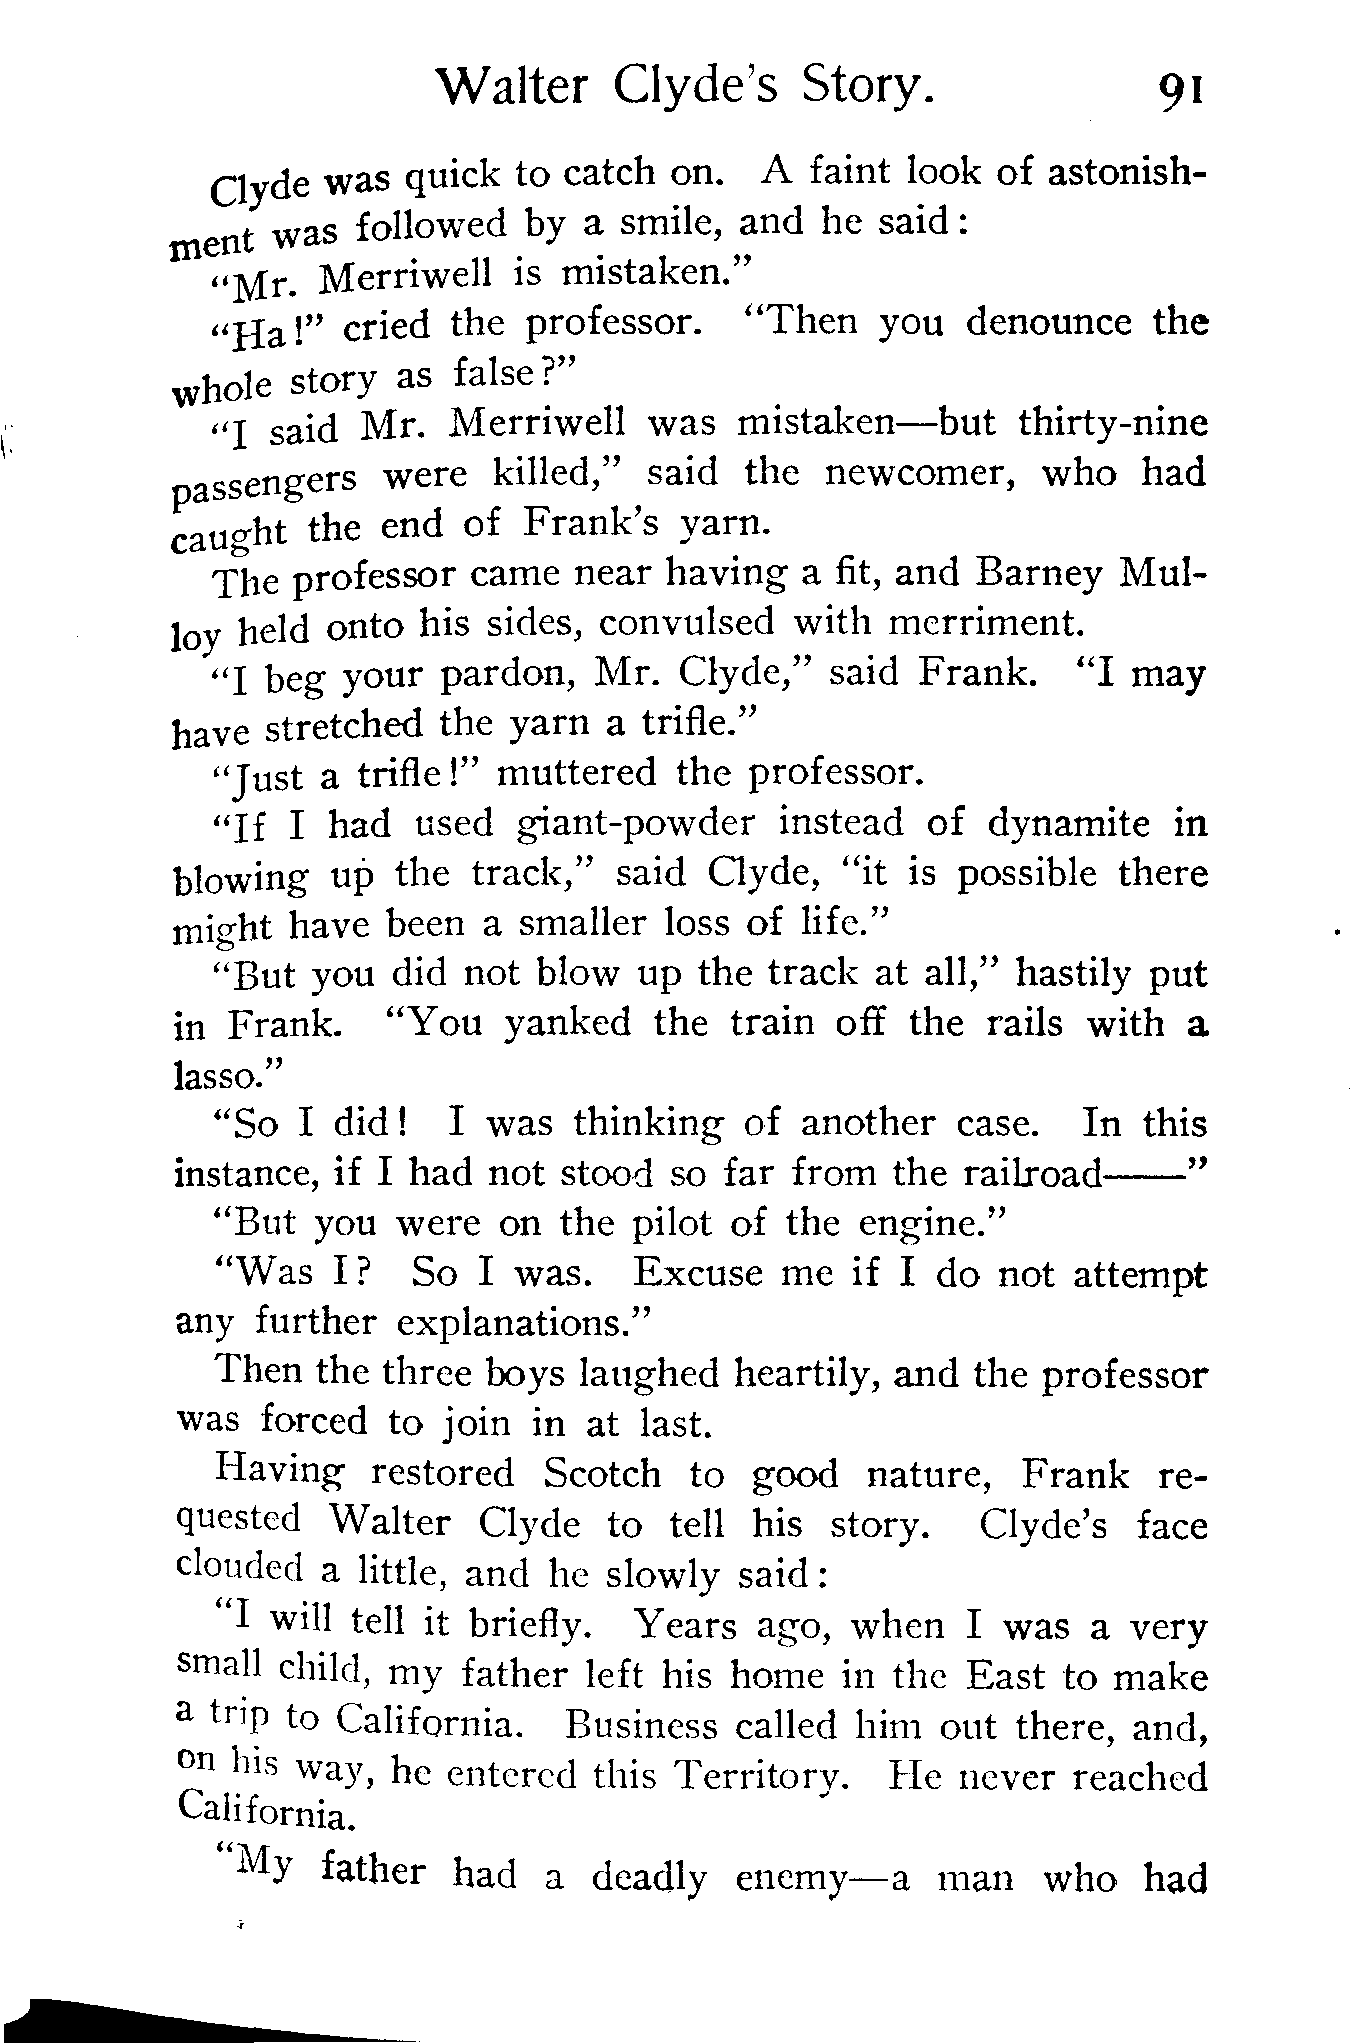 Walter Clyde's Story. 91
Clyde was quick to catch on. A faint look of astonish-
ment was followed by a smile, and he said:
"Mr. Merriwell is mistaken."
"Ha!" cried the professor. "Then you denounce the
whole story as false?"
"I said Mr. Merriwell was mistaken—but thirty-nine
passengers were killed," said the newcomer, who had
caught the end of Frank's yarn.
The professor came near having a fit, and Barney Mul-
loy held onto his sides, convulsed with merriment.
"I beg your pardon, Mr. Clyde," said Frank. "I may
have stretched the yarn a trifle."
"Just a trifle!" muttered the professor.
"If I had used giant-powder instead of dynamite in
blowing up the track," said Clyde, "it is possible there
might have been a smaller loss of life."
"But you did not blow up the track at all," hastily put
in Frank. "You yanked the train off the rails with a
lasso."
"So I did! I was thinking of another case. In this
instance, if I had not stood so far from the railroad——"
"But you were on the pilot of the engine."
"Was I? So I was. Excuse me if I do not attempt
any further explanations."
Then the three boys laughed heartily, and the professor
was forced to join in at last.
Having restored Scotch to good nature, Frank re-
quested Walter Clyde to tell his story. Clyde's face
clouded a little, and he slowly said:
"I will tell it briefly. Years ago, when I was a very
small child, my father left his home in the East to make
a trip to California. Business called him out there, and,
on his way, he entered this Territory. He never reached
California.
"My father had a deadly enemy—a man who had